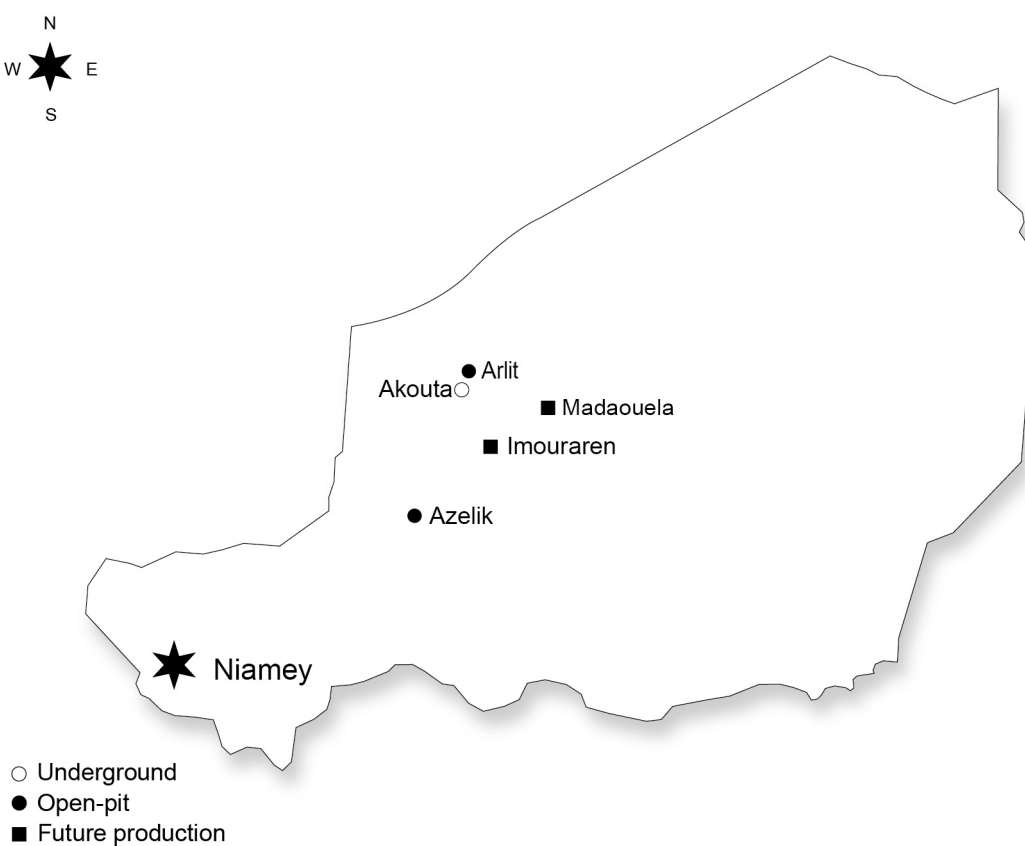 N
W E
S
Arlit
Akouta
Madaouela
Imouraren
Azelik
Niamey
Underground
Open-pit
Future production